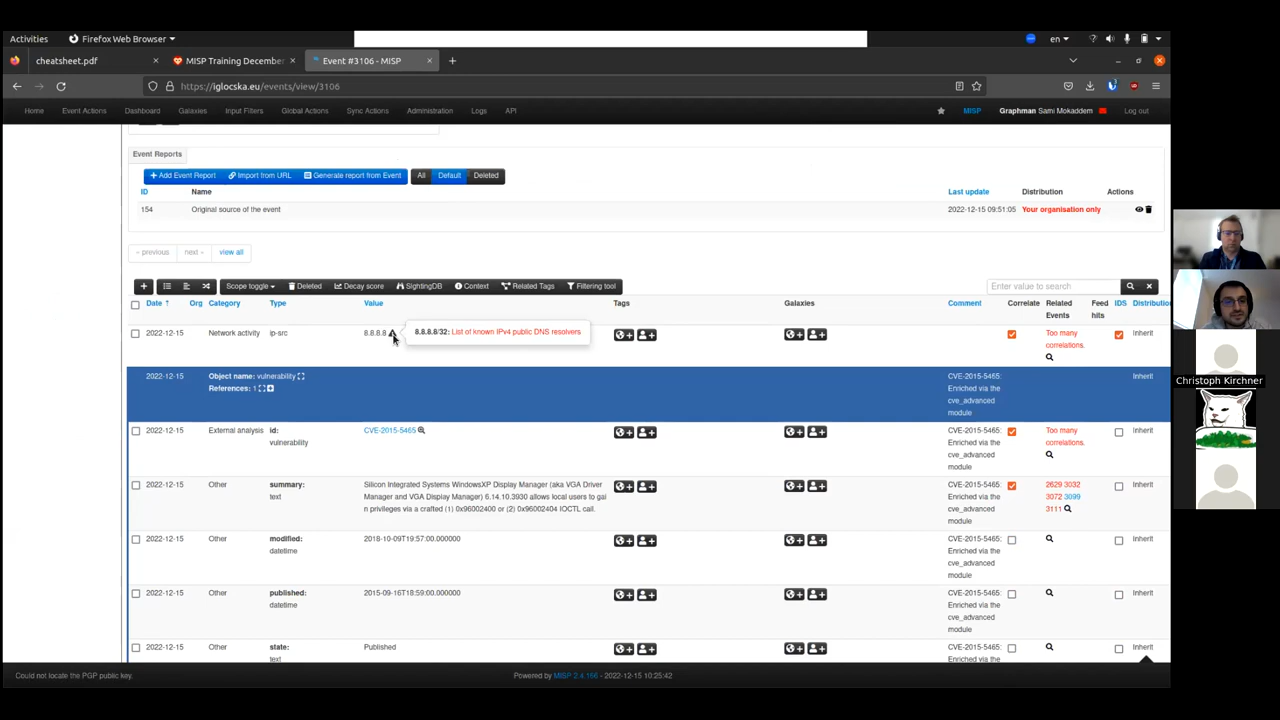 Activities Firefox Web Browser en
cheatsheet.pdf × MISP Training December × Event #3106 - MISP × +
https://iglocska.eu/events/view/3106
Home Event Actions Dashboard Galaxies Input Filters Global Actions Sync Actions Administration Logs API MISP Graphman Sami Mokaddem Log out
Event Reports
+ Add Event Report Import from URL Generate report from Event All Default Deleted
ID Name Last update Distribution Actions
154 Original source of the event 2022-12-15 09:51:05 Your organisation only
« previous next » view all
+ Scope toggle Deleted Decay score SightingDB Context Related Tags Filtering tool Enter value to search ×
Date ↑ Org Category Type Value Tags Galaxies Comment Correlate Related Events Feed hits IDS Distribution
2022-12-15 Network activity ip-src 8.8.8.8 8.8.8.8/32: List of known IPv4 public DNS resolvers Too many correlations. Inherit
2022-12-15 Object name: vulnerability CVE-2015-5465: Enriched via the cve_advanced module Inherit
References: 1
2022-12-15 External analysis id: vulnerability CVE-2015-5465 CVE-2015-5465: Enriched via the cve_advanced module Too many correlations. Inherit
2022-12-15 Other summary: text Silicon Integrated Systems WindowsXP Display Manager (aka VGA Driver
Manager and VGA Display Manager) 6.14.10.3930 allows local users to gai
n privileges via a crafted (1) 0x96002400 or (2) 0x96002404 IOCTL call.
CVE-2015-5465: Enriched via the cve_advanced module 2629 3032 3072 3099 3111 Inherit
2022-12-15 Other modified: datetime 2018-10-09T19:57:00.000000 CVE-2015-5465: Enriched via the cve_advanced module Inherit
2022-12-15 Other published: datetime 2015-09-16T18:59:00.000000 CVE-2015-5465: Enriched via the cve_advanced module Inherit
2022-12-15 Other state: text Published CVE-2015-5465: Enriched via the Inherit
Could not locate the PGP public key. Powered by MISP 2.4.166 - 2022-12-15 10:25:42
Christoph Kirchner